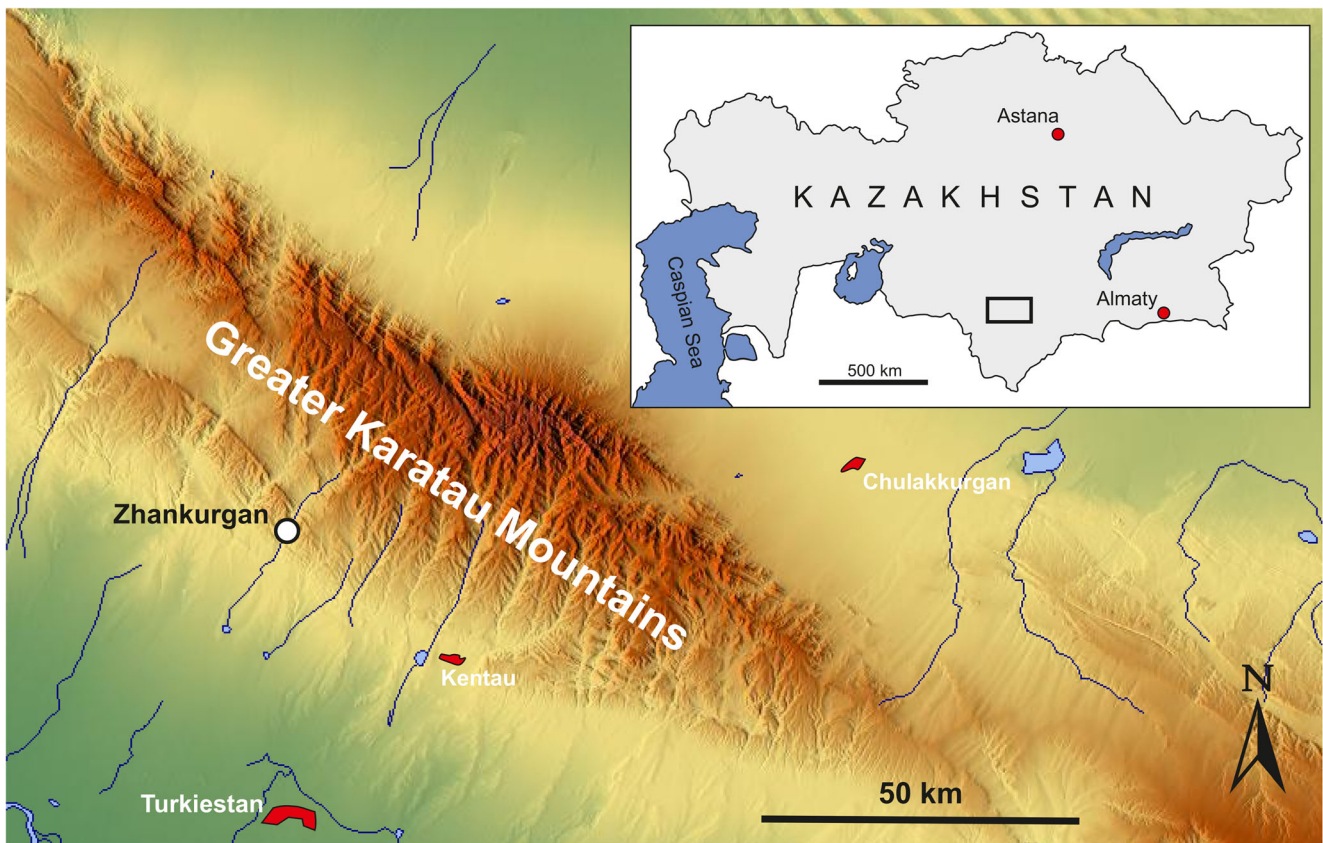 Astana
KAZAKHSTAN
Caspian Sea
Almaty
500 km
Greater Karatau Mountains
Chulakkurgan
Zhankurgan
Kentau
N
Turkiestan
50 km